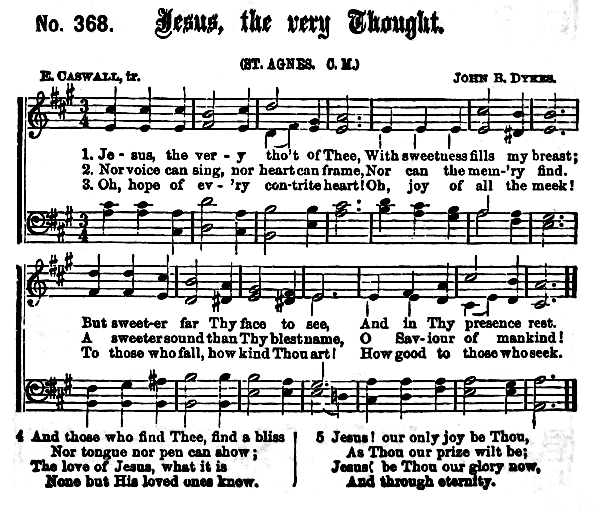 No. 368. Jesus, the very Thought.
(ST. AGNES. C. M.)
E. CASWALL, tr. JOHN B. DYKES.
3 4
1. Je - sus, the ver - y tho't of Thee, With sweetness fills my breast;
2. Nor voice can sing, nor heart can frame, Nor can the mem-'ry find.
3. Oh, hope of ev - 'ry con-trite heart! Oh, joy of all the meek!
3 4
But sweet-er far Thy face to see, And in Thy presence rest.
A sweeter sound than Thy blest name, O Sav-iour of mankind!
To those who fall, how kind Thou art! How good to those who seek.
4 And those who find Thee, find a bliss
Nor tongue nor pen can show;
The love of Jesus, what it is
None but His loved ones know.
5 Jesus! our only joy be Thou,
As Thou our prize wilt be;
Jesus! be Thou our glory now,
And through eternity.